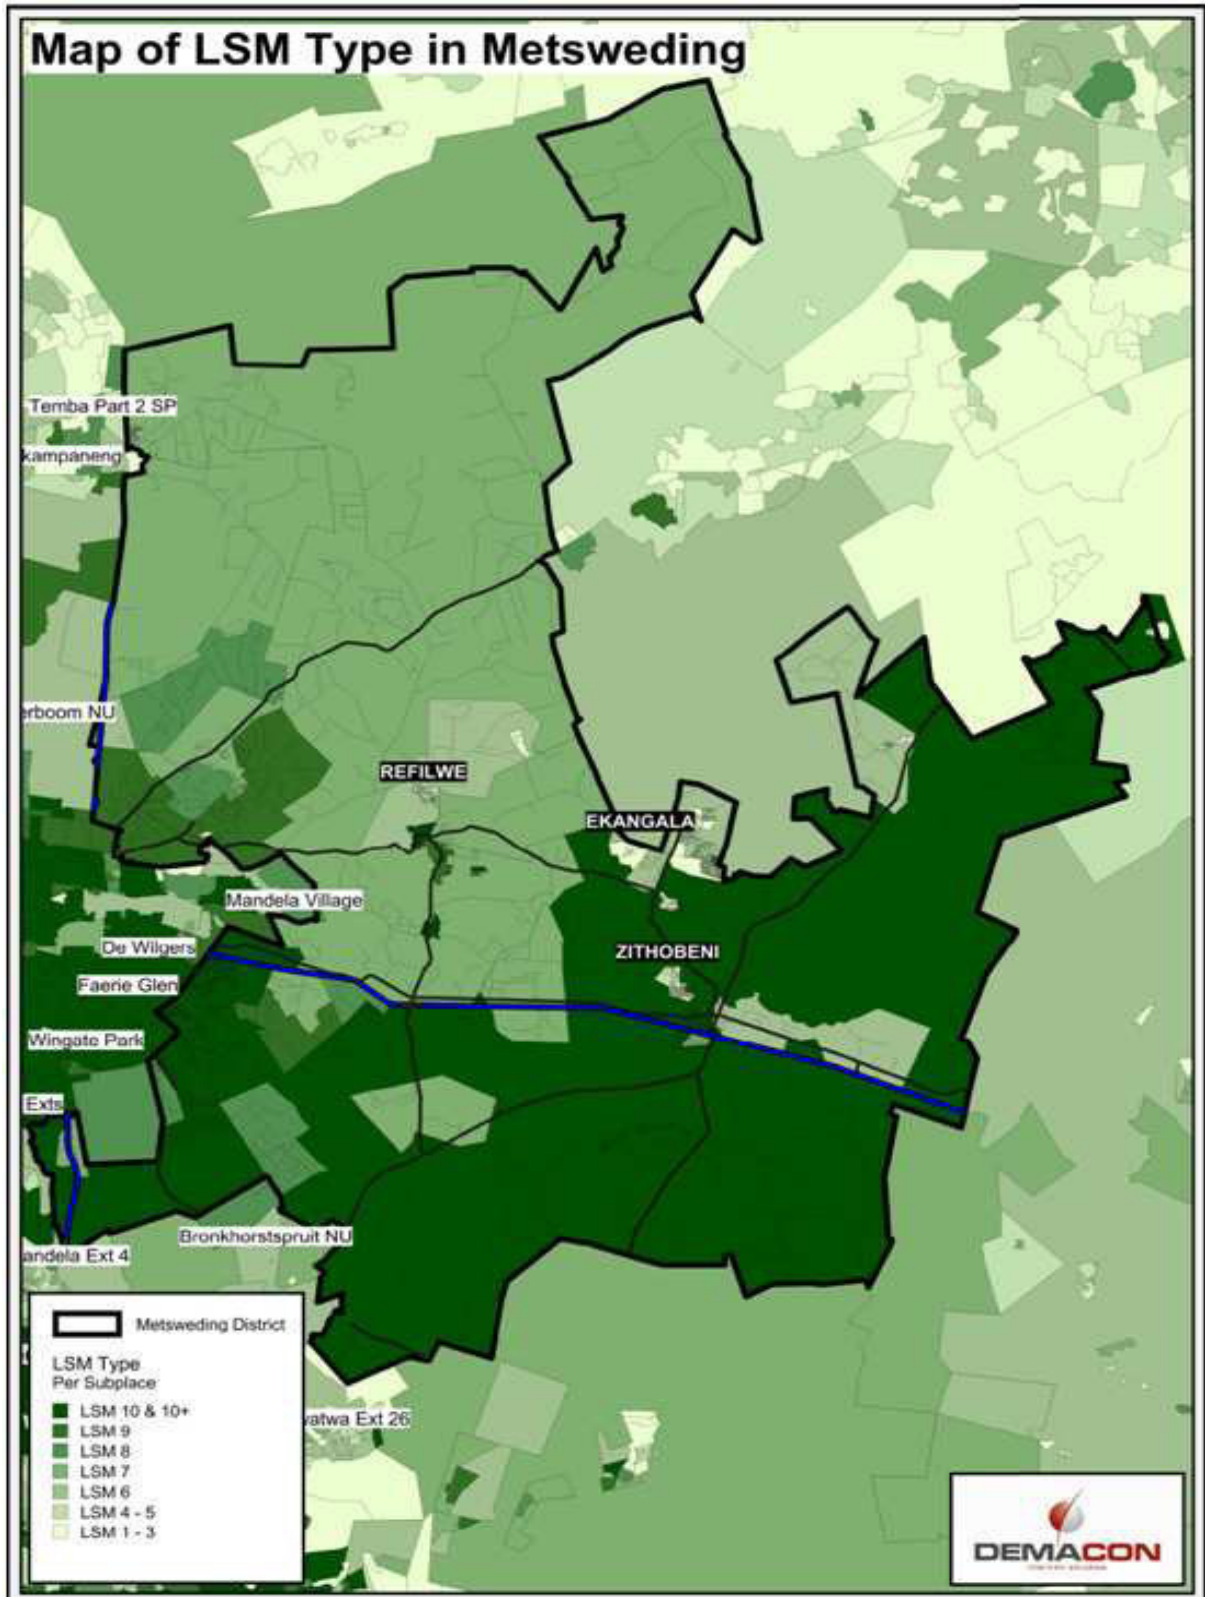 Map of LSM Type in Metsweding
Temba Part 2 SP
kampaneng
erboom NU
REFILWE
EKANGALA
Mandela Village
De Wilgers
ZITHOBENI
Faerie Glen
Wingate Park
Exts
Bronkhorstspruit NU
andela Ext 4
Metsweding District
LSM Type
Per Subplace
LSM 10 & 10+
LSM 9
LSM 8
LSM 7
LSM 6
LSM 4 - 5
LSM 1 - 3
vatwa Ext 26
DEMACON